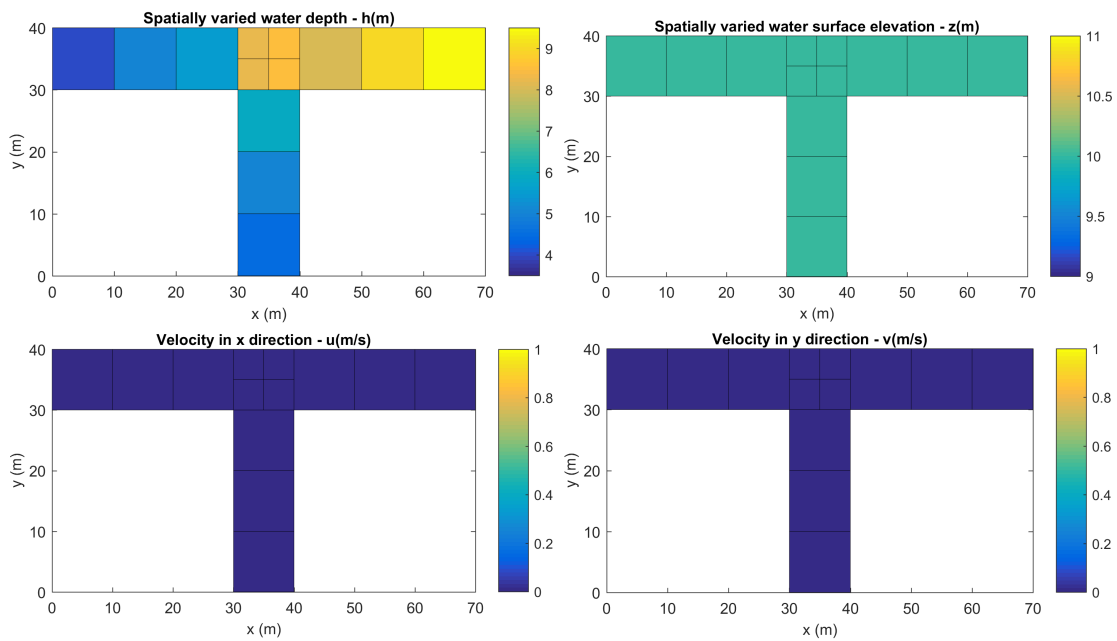 Spatially varied water depth - h(m)
40
30
20
10
0
y (m)
0 10 20 30 40 50 60 70
x (m)
9
8
7
6
5
4
Spatially varied water surface elevation - z(m)
40
30
20
10
0
y (m)
0 10 20 30 40 50 60 70
x (m)
11
10.5
10
9.5
9
Velocity in x direction - u(m/s)
40
30
20
10
0
y (m)
0 10 20 30 40 50 60 70
x (m)
1
0.8
0.6
0.4
0.2
0
Velocity in y direction - v(m/s)
40
30
20
10
0
y (m)
0 10 20 30 40 50 60 70
x (m)
1
0.8
0.6
0.4
0.2
0